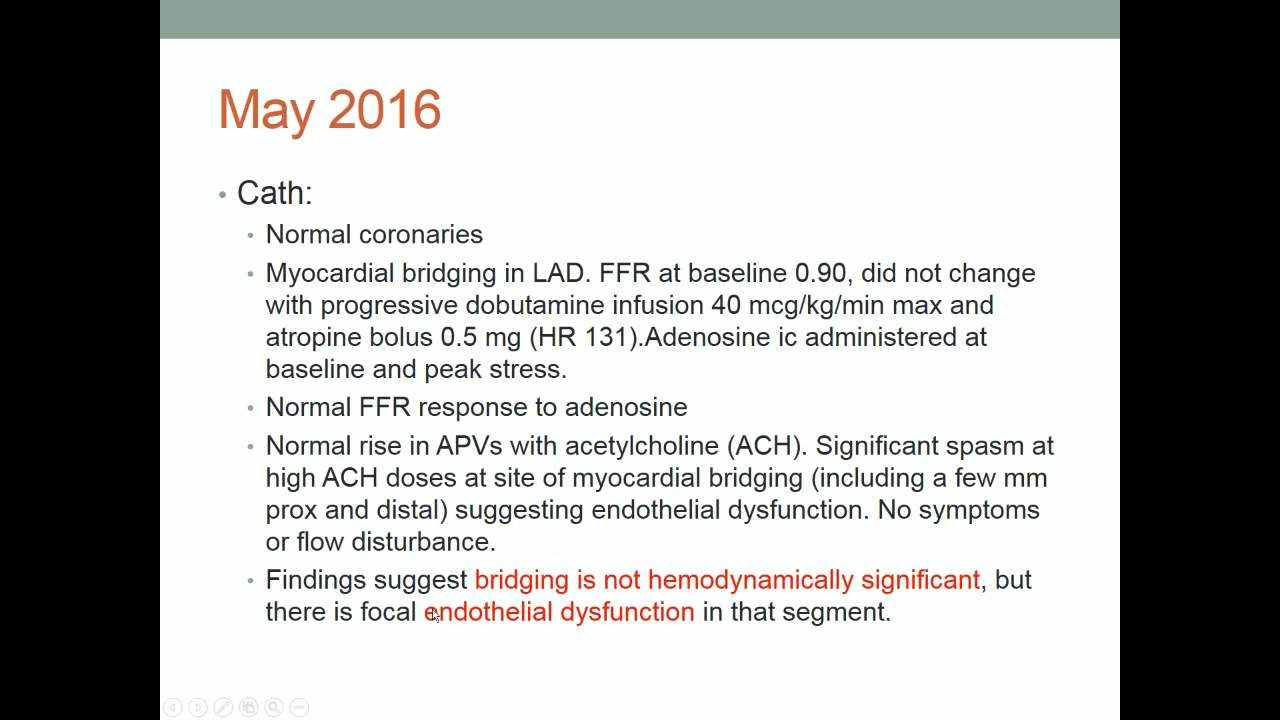 May 2016
• Cath:
• Normal coronaries
• Myocardial bridging in LAD. FFR at baseline 0.90, did not change
with progressive dobutamine infusion 40 mcg/kg/min max and
atropine bolus 0.5 mg (HR 131).Adenosine ic administered at
baseline and peak stress.
• Normal FFR response to adenosine
• Normal rise in APVs with acetylcholine (ACH). Significant spasm at
high ACH doses at site of myocardial bridging (including a few mm
prox and distal) suggesting endothelial dysfunction. No symptoms
or flow disturbance.
• Findings suggest bridging is not hemodynamically significant, but
there is focal endothelial dysfunction in that segment.